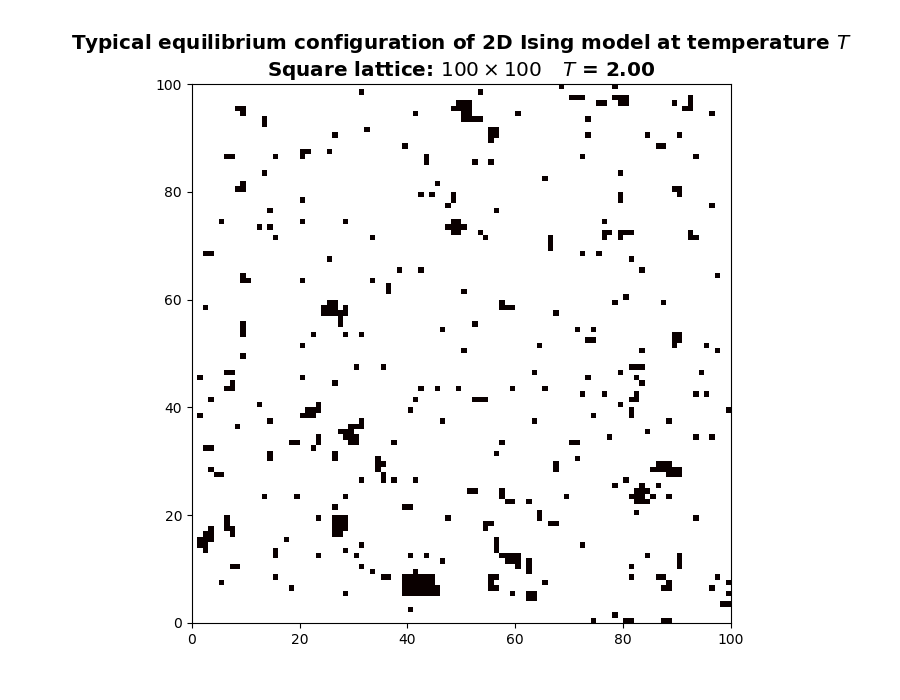 Typical equilibrium configuration of 2D Ising model at temperature T
Square lattice: 100 × 100 T = 2.00
100
80
60
40
20
0
0 20 40 60 80 100